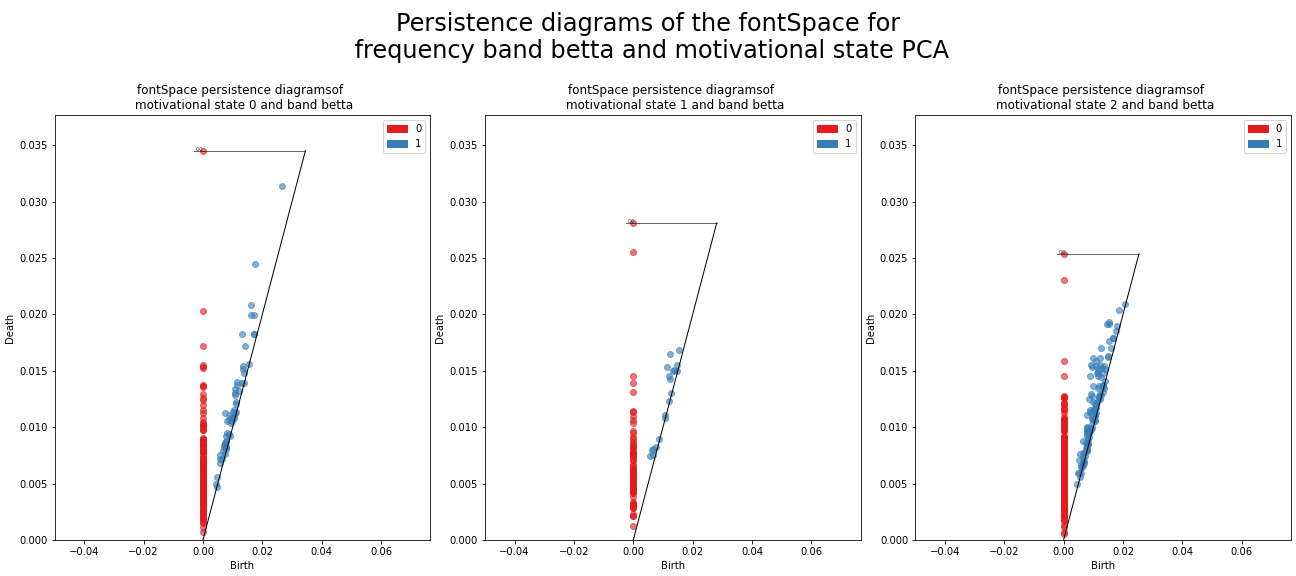 Persistence diagrams of the fontSpace for
frequency band betta and motivational state PCA
fontSpace persistence diagramsof
motivational state 0 and band betta
0.035
0.030
0.025
0.020
0.015
0.010
0.005
0.000
Death
∞
0
1
−0.04 −0.02 0.00 0.02 0.04 0.06
Birth
fontSpace persistence diagramsof
motivational state 1 and band betta
0.035
0.030
0.025
0.020
0.015
0.010
0.005
0.000
Death
∞
0
1
−0.04 −0.02 0.00 0.02 0.04 0.06
Birth
fontSpace persistence diagramsof
motivational state 2 and band betta
0.035
0.030
0.025
0.020
0.015
0.010
0.005
0.000
Death
∞
0
1
−0.04 −0.02 0.00 0.02 0.04 0.06
Birth